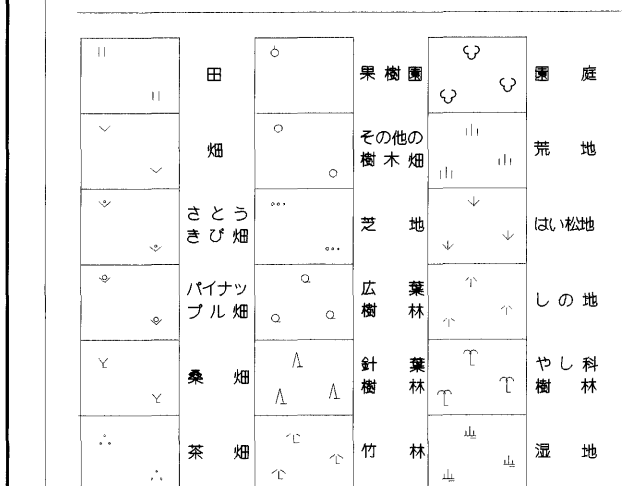 田
畑
さとう
きび畑
パイナッ
プル畑
桑畑
茶畑
果樹園
その他の
樹木畑
芝地
広葉
樹林
針葉
樹林
竹林
園庭
荒地
はい松地
しの地
やし科
樹林
湿地